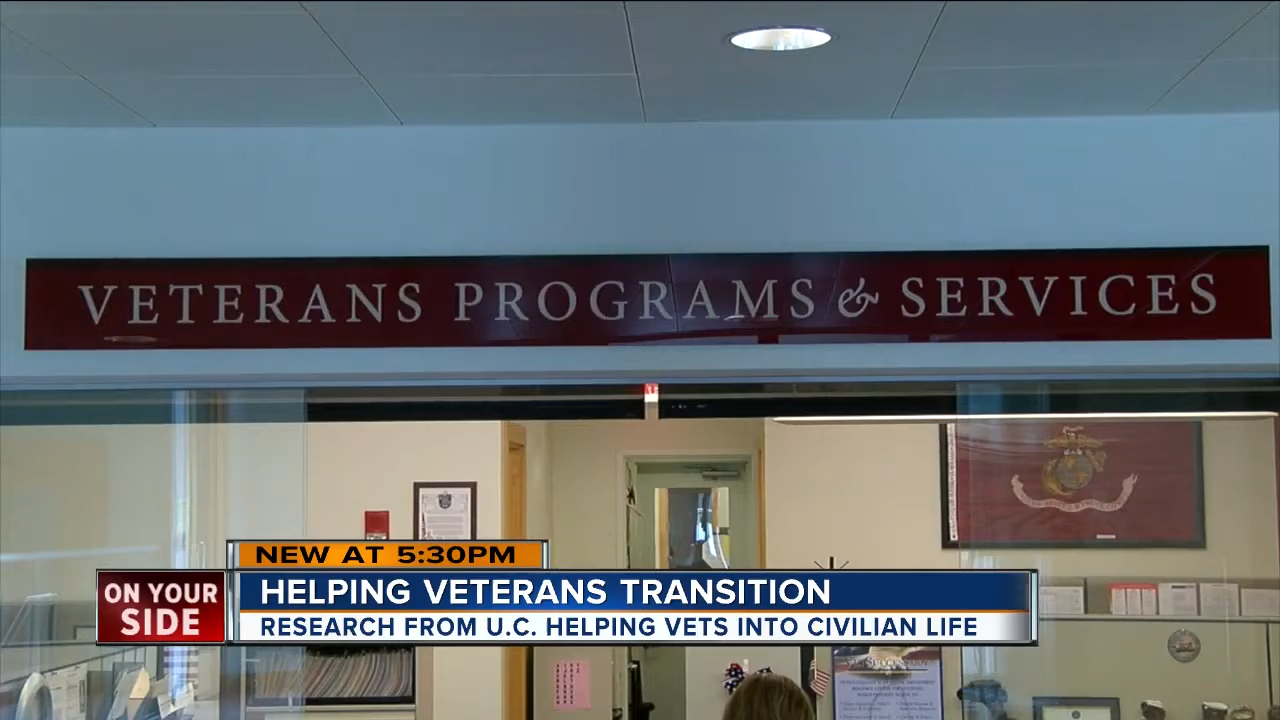 VETERANS PROGRAMS & SERVICES
NEW AT 5:30PM
ON YOUR
SIDE
HELPING VETERANS TRANSITION
RESEARCH FROM U.C. HELPING VETS INTO CIVILIAN LIFE